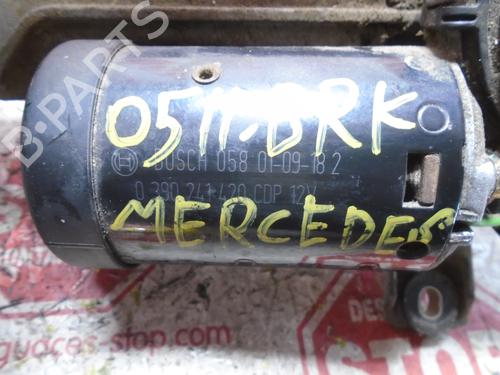 B-PARTS
0511.BRK
BOSCH 058 01-09-18 2
0 390 241 420 CDP 12V
MERCEDES
DES
guaces-stop.com